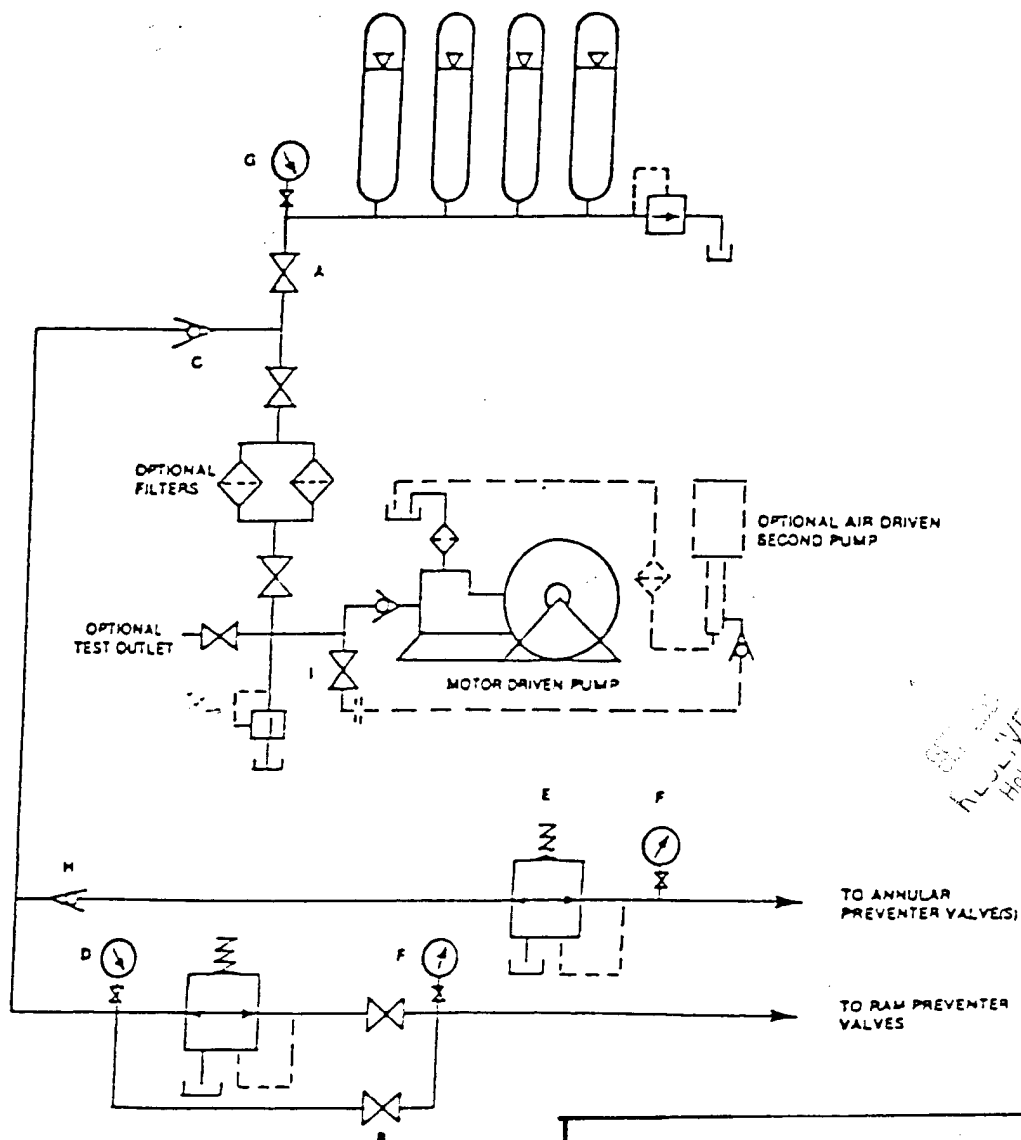 G
A
C
OPTIONAL
FILTERS
OPTIONAL AIR DRIVEN
SECOND PUMP
OPTIONAL
TEST OUTLET
I
MOTOR DRIVEN PUMP
E
F
H
TO ANNULAR
PREVENTER VALVE(S)
D
F
TO RAM PREVENTER
VALVES
B